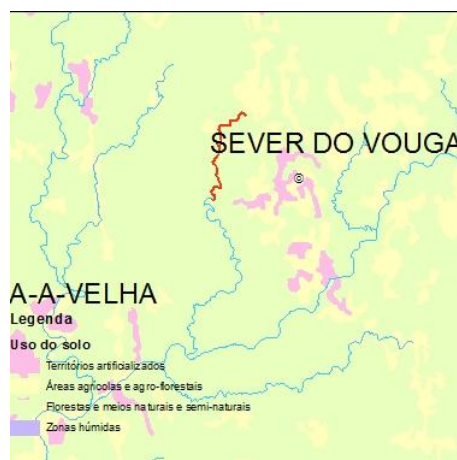 SEVER DO VOUGA
A-A-VELHA
Legenda
Uso do solo
Territórios artificializados
Áreas agrícolas e agro-florestais
Florestas e meios naturais e semi-naturais
Zonas húmidas